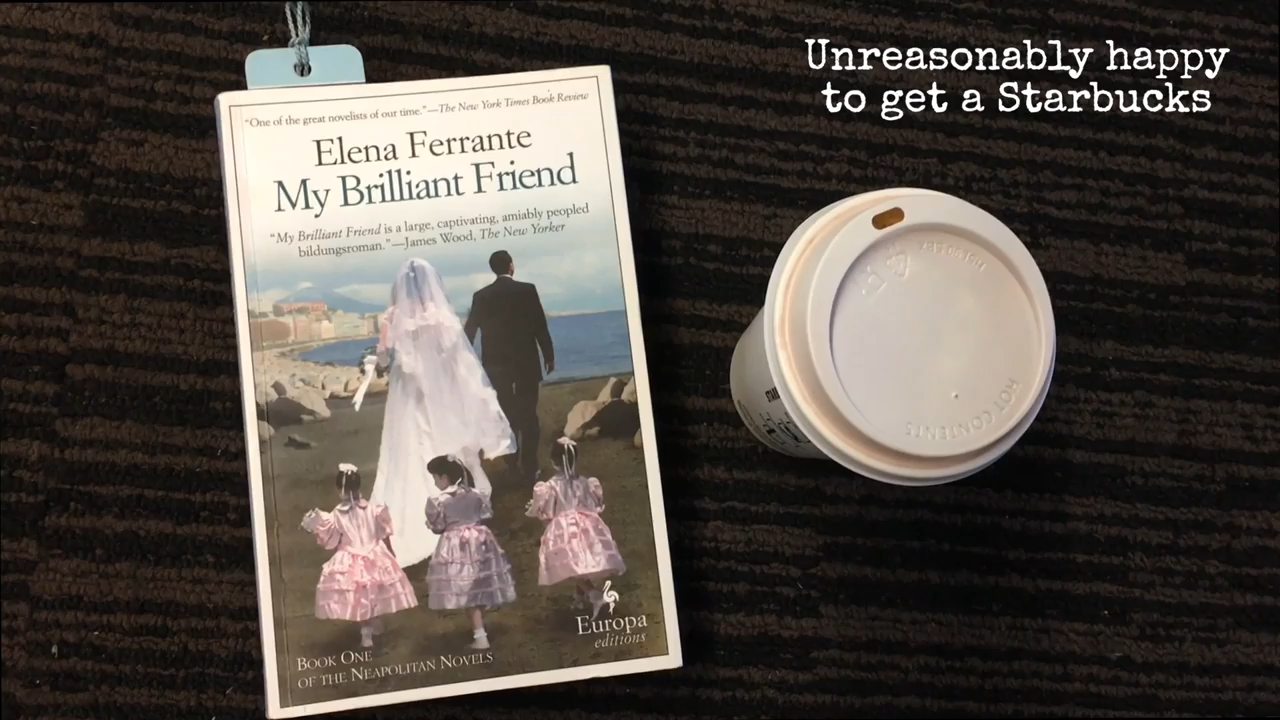 Unreasonably happy
to get a Starbucks
"One of the great novelists of our time."—The New York Times Book Review
Elena Ferrante
My Brilliant Friend
"My Brilliant Friend is a large, captivating, amiably peopled
bildungsroman."—James Wood, The New Yorker
Europa
editions
BOOK ONE
OF THE NEAPOLITAN NOVELS
HOT CONTENTS